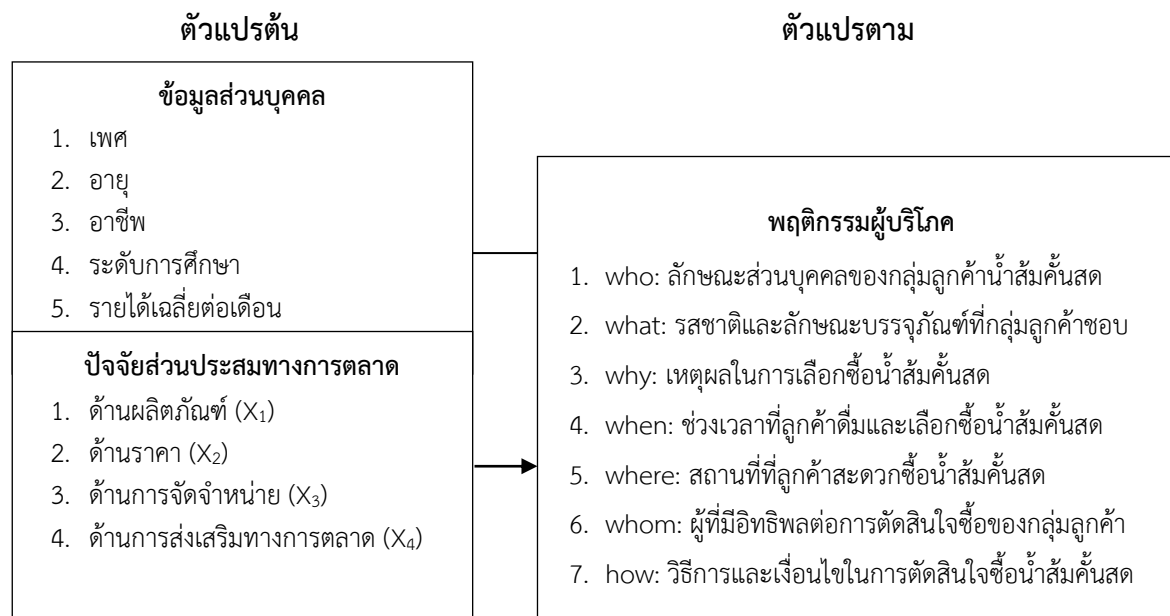 ตัวแปรต้น
ตัวแปรตาม
ข้อมูลส่วนบุคคล
1. เพศ
2. อายุ
3. อาชีพ
4. ระดับการศึกษา
5. รายได้เฉลี่ยต่อเดือน
ปัจจัยส่วนประสมทางการตลาด
1. ด้านผลิตภัณฑ์ (X₁)
2. ด้านราคา (X₂)
3. ด้านการจัดจำหน่าย (X₃)
4. ด้านการส่งเสริมทางการตลาด (X₄)
พฤติกรรมผู้บริโภค
1. who: ลักษณะส่วนบุคคลของกลุ่มลูกค้าน้ำส้มคั้นสด
2. what: รสชาติและลักษณะบรรจุภัณฑ์ที่กลุ่มลูกค้าชอบ
3. why: เหตุผลในการเลือกซื้อน้ำส้มคั้นสด
4. when: ช่วงเวลาที่ลูกค้าดื่มและเลือกซื้อน้ำส้มคั้นสด
5. where: สถานที่ที่ลูกค้าสะดวกซื้อน้ำส้มคั้นสด
6. whom: ผู้ที่มีอิทธิพลต่อการตัดสินใจซื้อของกลุ่มลูกค้า
7. how: วิธีการและเงื่อนไขในการตัดสินใจซื้อน้ำส้มคั้นสด